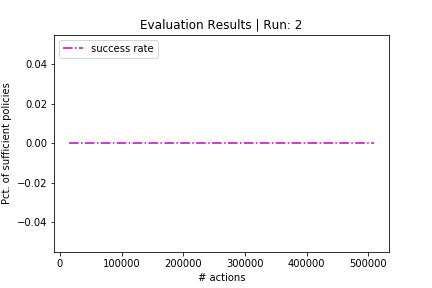 Evaluation Results | Run: 2
success rate
Pct. of sufficient policies
0.04
0.02
0.00
−0.02
−0.04
0
100000
200000
300000
400000
500000
# actions